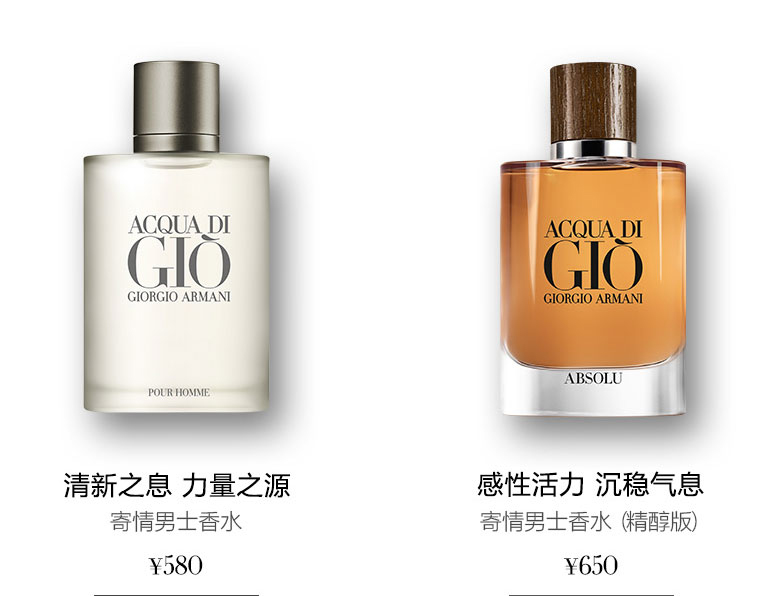 ACQUA DI
GIÒ
GIORGIO ARMANI
POUR HOMME
清新之息 力量之源
寄情男士香水
¥580
ACQUA DI
GIÒ
GIORGIO ARMANI
ABSOLU
感性活力 沉稳气息
寄情男士香水 (精醇版)
¥650